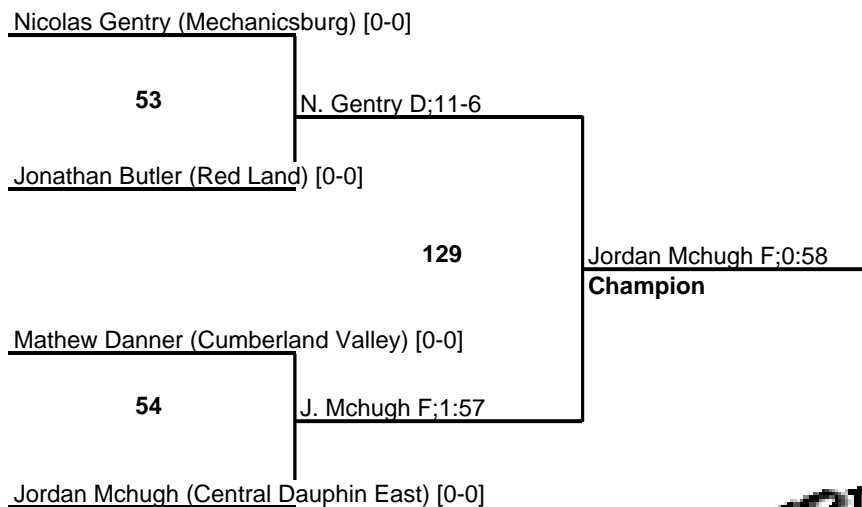 Nicolas Gentry (Mechanicsburg) [0-0]
53
N. Gentry D;11-6
Jonathan Butler (Red Land) [0-0]
129
Jordan Mchugh F;0:58
Champion
Mathew Danner (Cumberland Valley) [0-0]
54
J. Mchugh F;1:57
Jordan Mchugh (Central Dauphin East) [0-0]